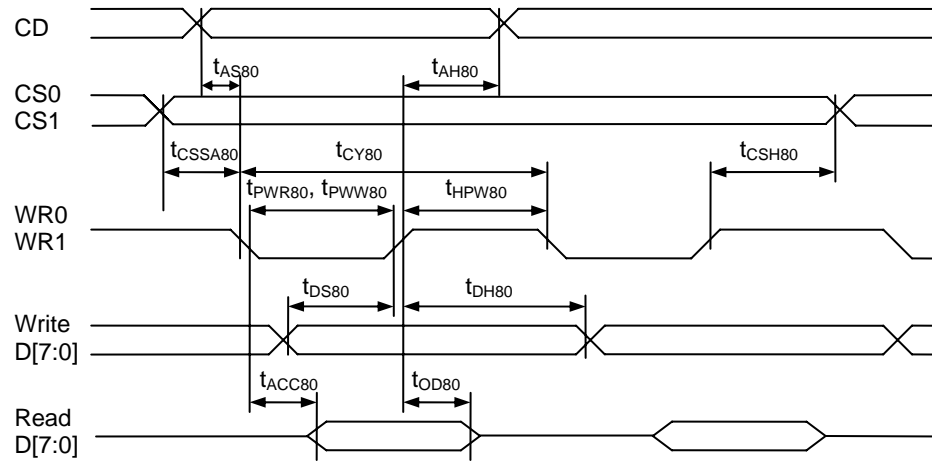 CD
tAS80 tAH80
CS0
CS1
tCSSA80 tCY80 tCSH80
tPWR80, tPWW80 tHPW80
WR0
WR1
tDS80 tDH80
Write
D[7:0]
tACC80 tOD80
Read
D[7:0]